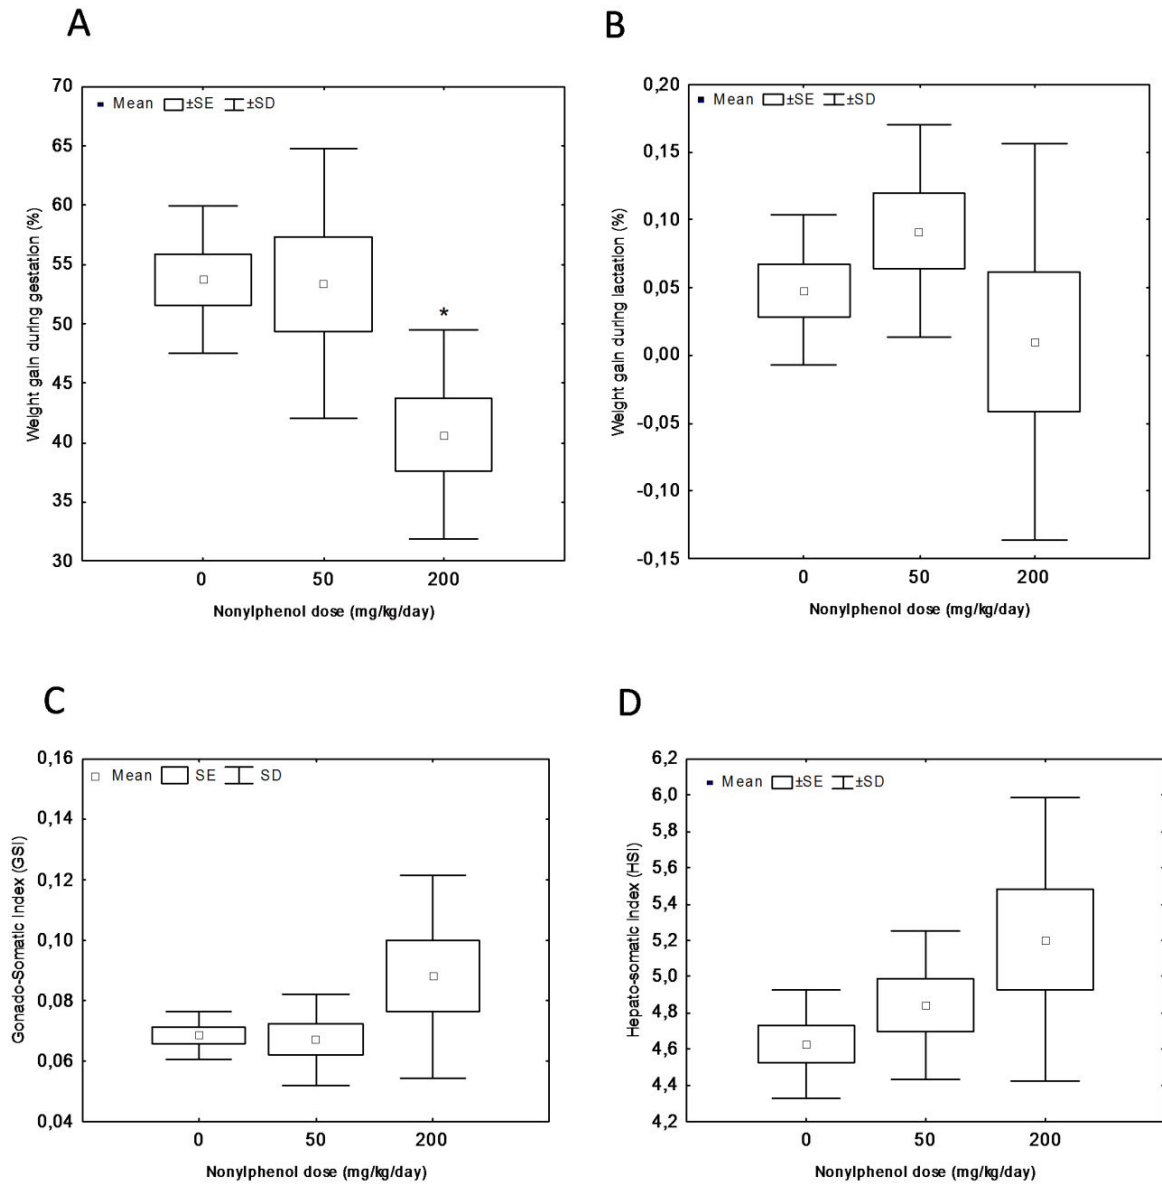 A
Mean ±SE ±SD
70
65
60
55
50
45
40
35
30
*
0 50 200
Weight gain during gestation (%)
Nonylphenol dose (mg/kg/day)
B
Mean ±SE ±SD
0,20
0,15
0,10
0,05
0,00
-0,05
-0,10
-0,15
0 50 200
Weight gain during lactation (%)
Nonylphenol dose (mg/kg/day)
C
Mean SE SD
0,16
0,14
0,12
0,10
0,08
0,06
0,04
0 50 200
Gonado-Somatic Index (GSI)
Nonylphenol dose (mg/kg/day)
D
Mean ±SE ±SD
6,2
6,0
5,8
5,6
5,4
5,2
5,0
4,8
4,6
4,4
4,2
0 50 200
Hepato-somatic Index (HSI)
Nonylphenol dose (mg/kg/day)